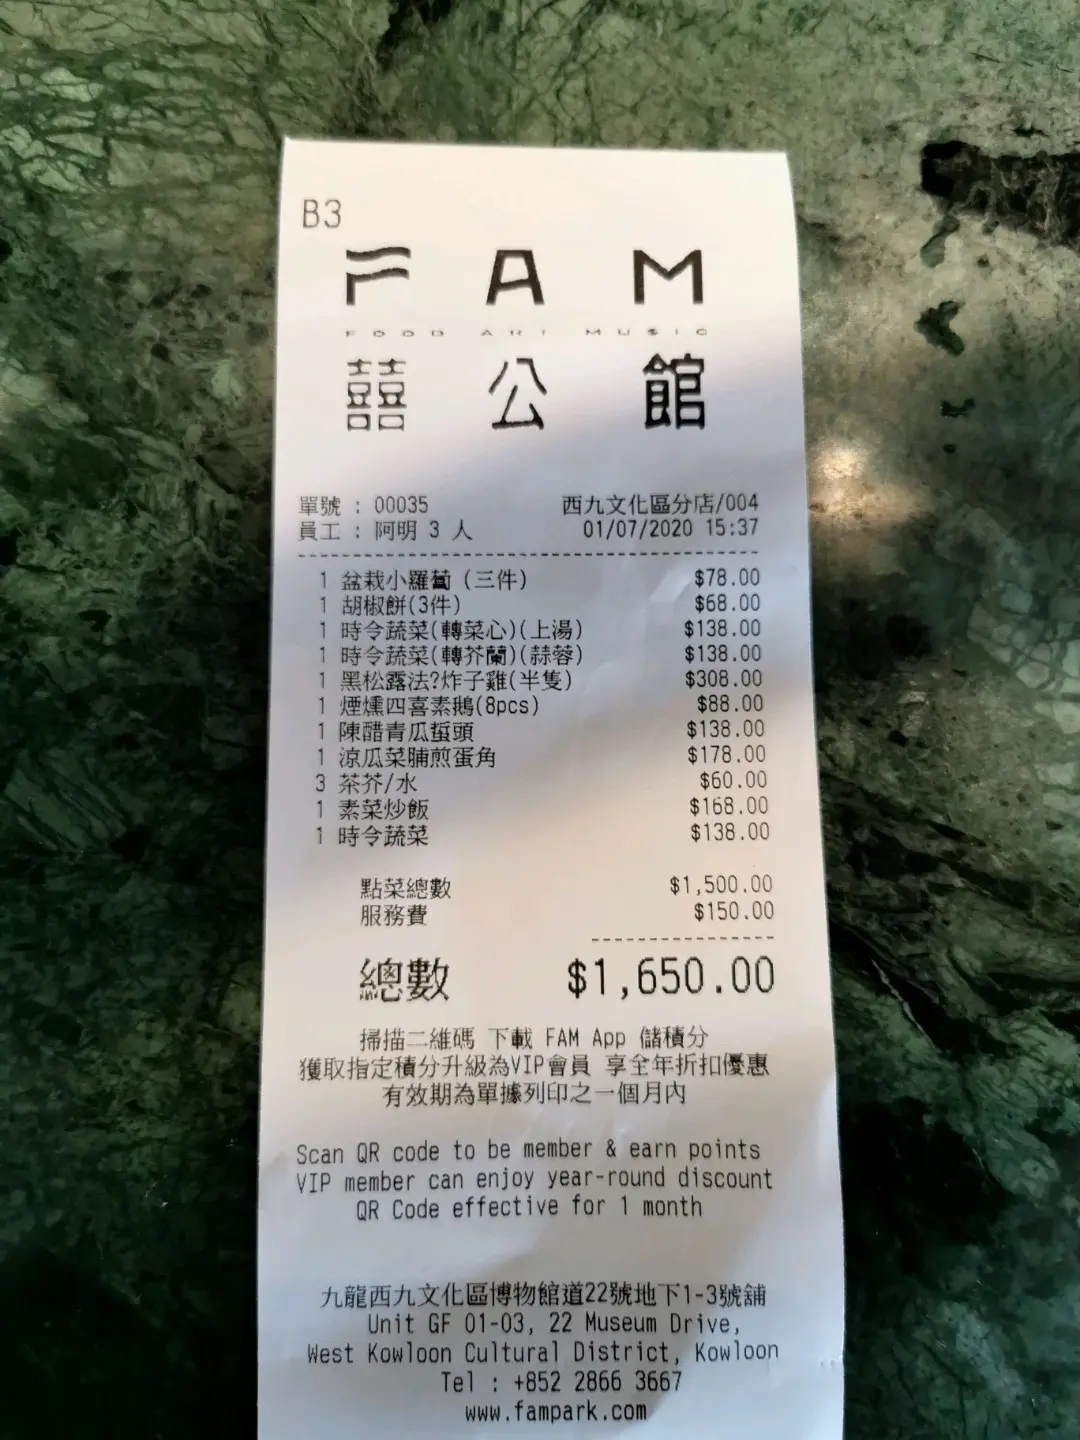 B3
FAM
FOOD ART MUSIC
囍公館
單號 : 00035 西九文化區分店/004
員工 : 阿明 3 人 01/07/2020 15:37
1 盆栽小羅蔔 (三件) $78.00
1 胡椒餅(3件) $68.00
1 時令蔬菜(轉菜心)(上湯) $138.00
1 時令蔬菜(轉芥蘭)(蒜蓉) $138.00
1 黑松露法?炸子雞(半隻) $308.00
1 煙燻四喜素鵝(8pcs) $88.00
1 陳醋青瓜蜇頭 $138.00
1 涼瓜菜脯煎蛋角 $178.00
3 茶芥/水 $60.00
1 素菜炒飯 $168.00
1 時令蔬菜 $138.00
點菜總數 $1,500.00
服務費 $150.00
總數 $1,650.00
掃描二維碼 下載 FAM App 儲積分
獲取指定積分升級為VIP會員 享全年折扣優惠
有效期為單據列印之一個月內
Scan QR code to be member & earn points
VIP member can enjoy year-round discount
QR Code effective for 1 month
九龍西九文化區博物館道22號地下1-3號舖
Unit GF 01-03, 22 Museum Drive,
West Kowloon Cultural District, Kowloon
Tel : +852 2866 3667
www.fampark.com